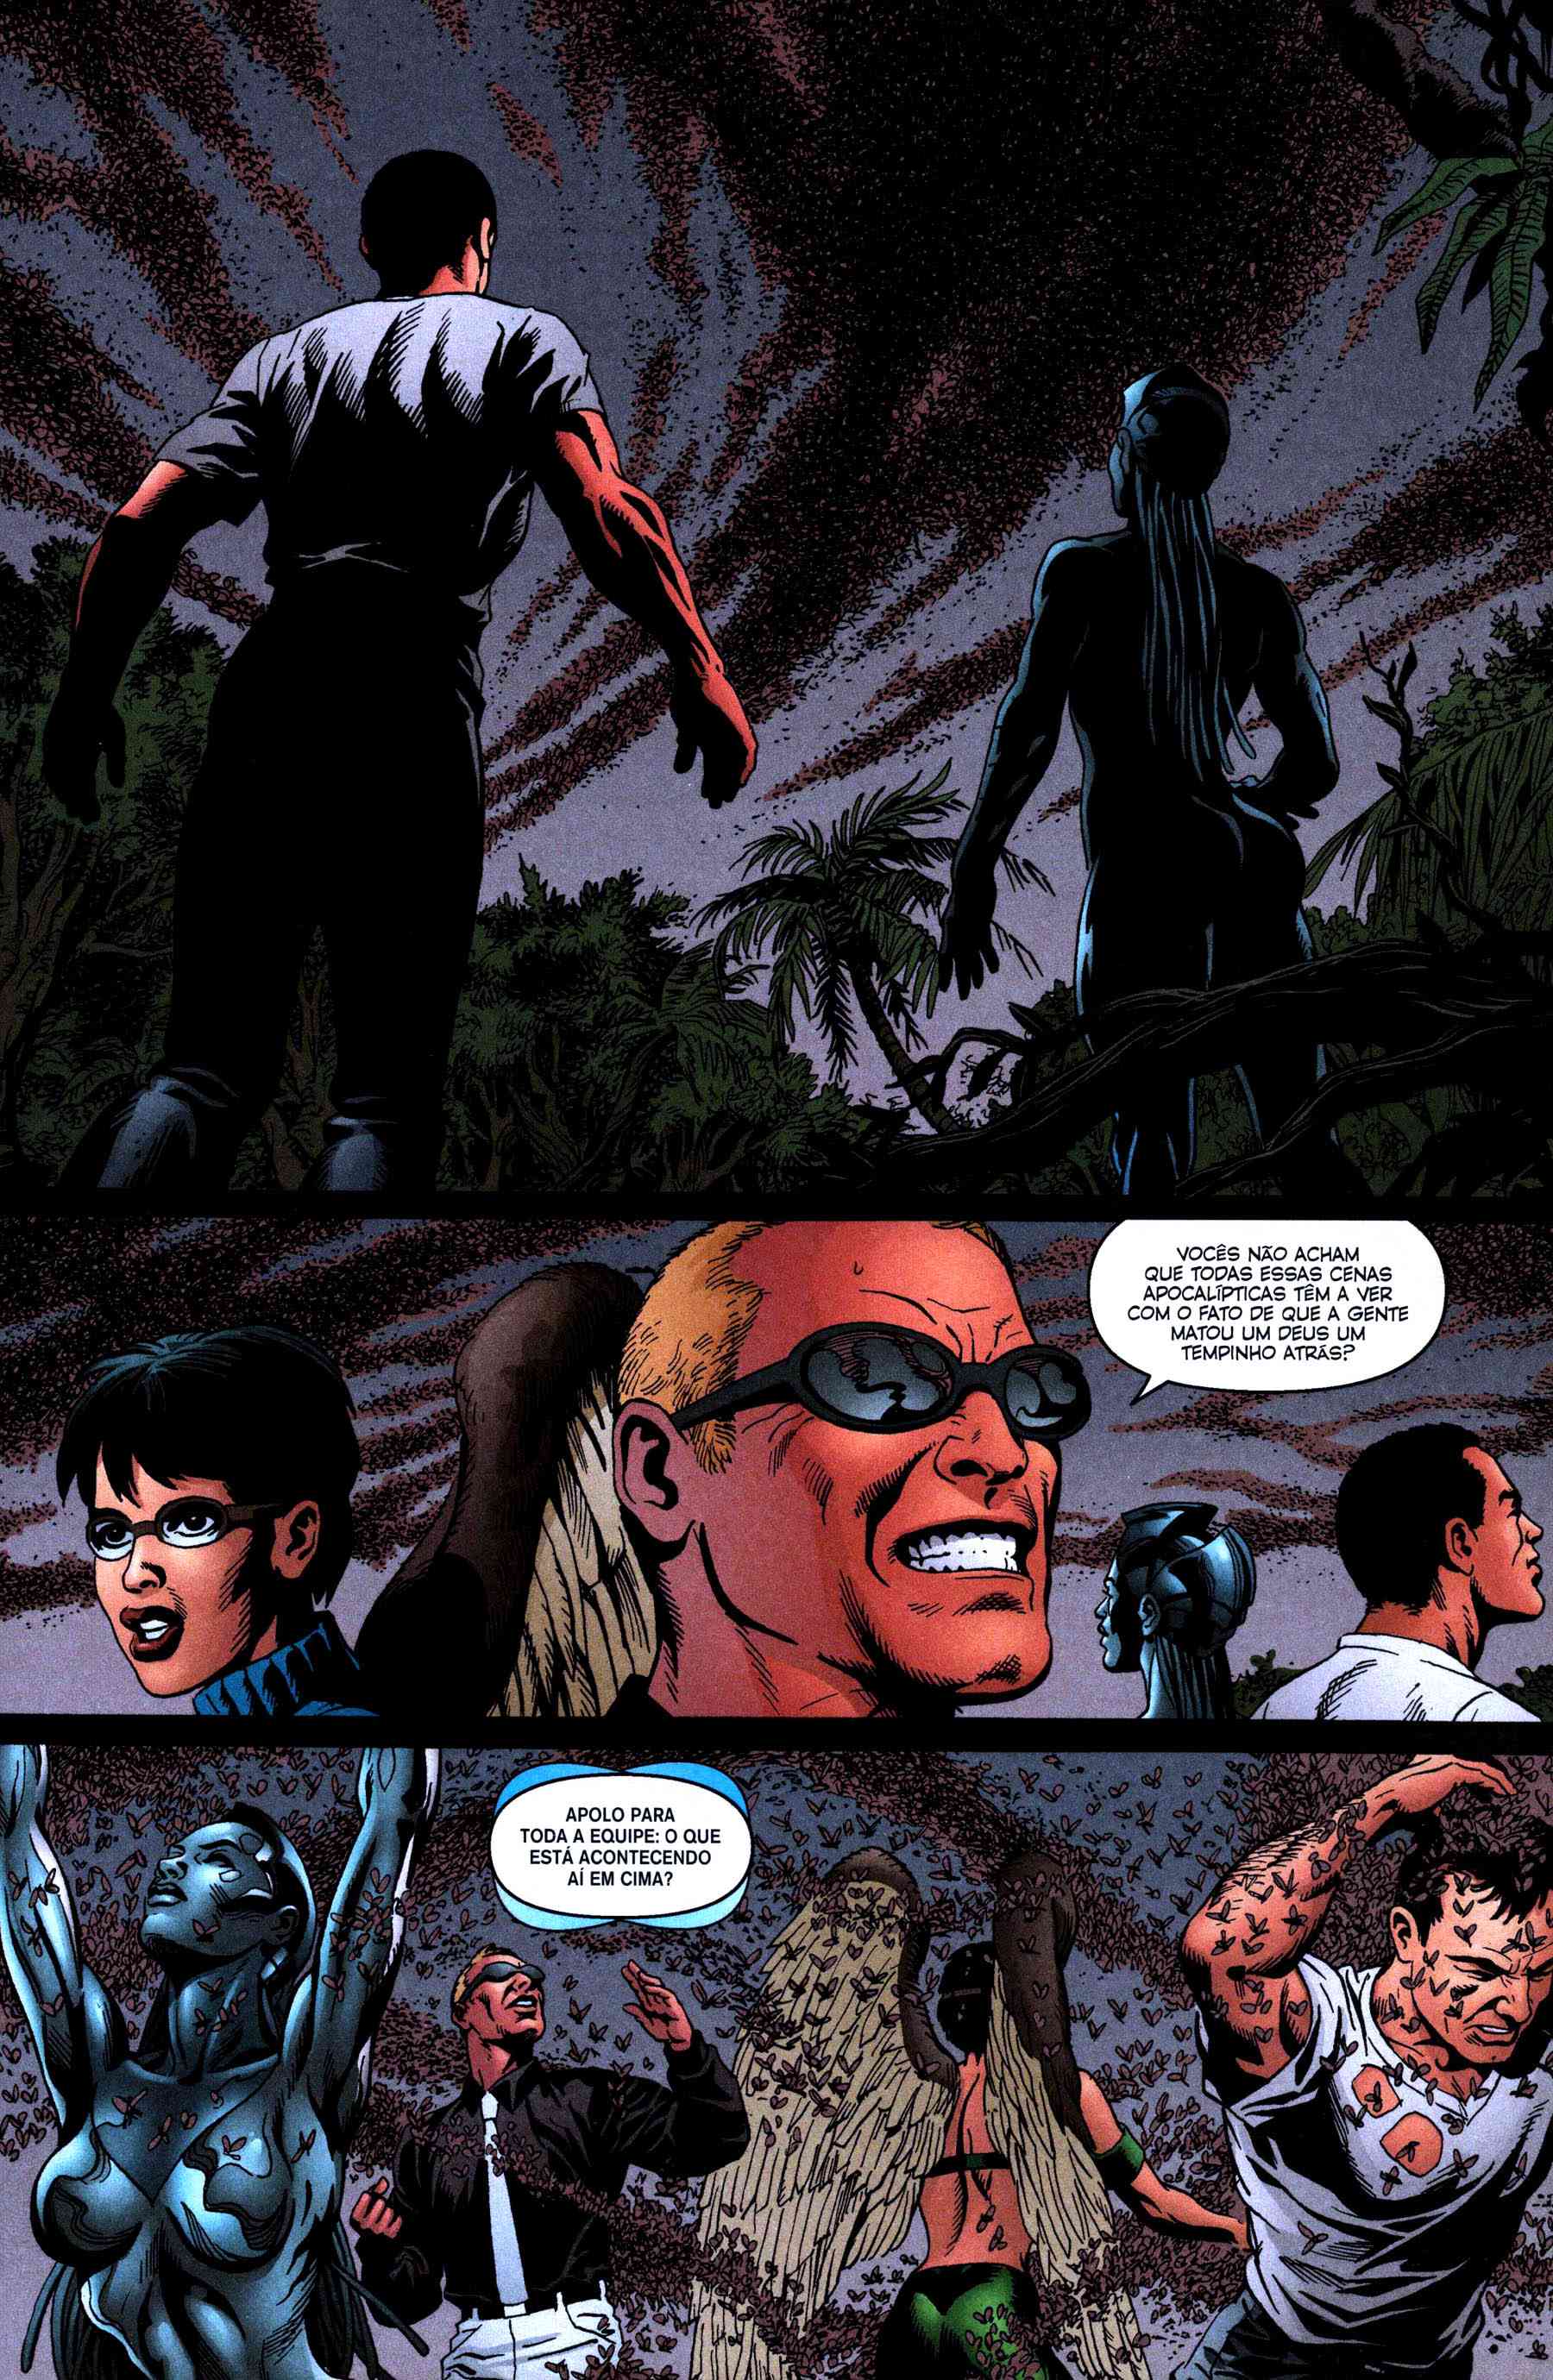 VOCÊS NÃO ACHAM
QUE TODAS ESSAS CENAS
APOCALÍPTICAS TÊM A VER
COM O FATO DE QUE A GENTE
MATOU UM DEUS UM
TEMPINHO ATRÁS?
APOLO PARA
TODA A EQUIPE: O QUE
ESTÁ ACONTECENDO
AÍ EM CIMA?